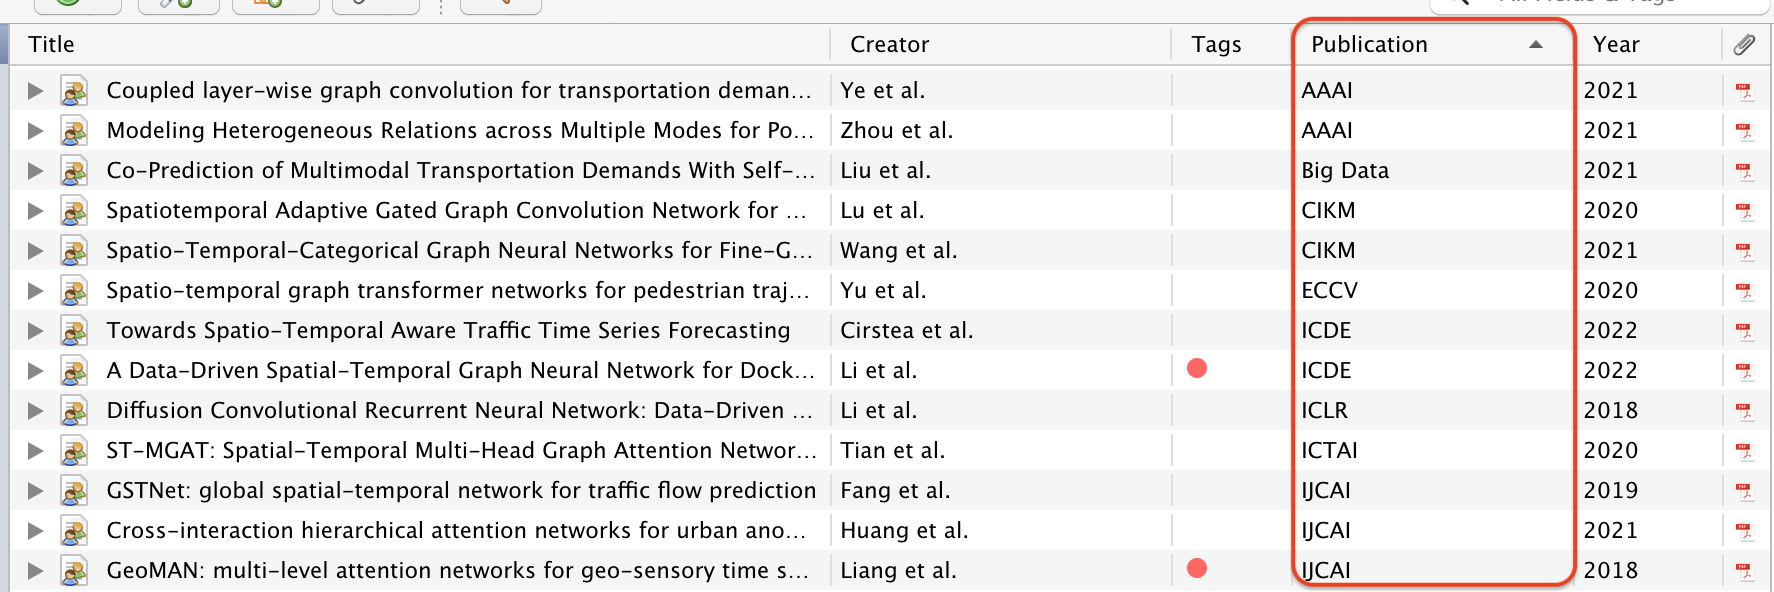 All Fields & Tags
Title Creator Tags Publication Year
Coupled layer-wise graph convolution for transportation deman... Ye et al. AAAI 2021
Modeling Heterogeneous Relations across Multiple Modes for Po... Zhou et al. AAAI 2021
Co-Prediction of Multimodal Transportation Demands With Self-... Liu et al. Big Data 2021
Spatiotemporal Adaptive Gated Graph Convolution Network for ... Lu et al. CIKM 2020
Spatio-Temporal-Categorical Graph Neural Networks for Fine-G... Wang et al. CIKM 2021
Spatio-temporal graph transformer networks for pedestrian traj... Yu et al. ECCV 2020
Towards Spatio-Temporal Aware Traffic Time Series Forecasting Cirstea et al. ICDE 2022
A Data-Driven Spatial-Temporal Graph Neural Network for Dock... Li et al. ICDE 2022
Diffusion Convolutional Recurrent Neural Network: Data-Driven ... Li et al. ICLR 2018
ST-MGAT: Spatial-Temporal Multi-Head Graph Attention Networ... Tian et al. ICTAI 2020
GSTNet: global spatial-temporal network for traffic flow prediction Fang et al. IJCAI 2019
Cross-interaction hierarchical attention networks for urban ano... Huang et al. IJCAI 2021
GeoMAN: multi-level attention networks for geo-sensory time s... Liang et al. IJCAI 2018